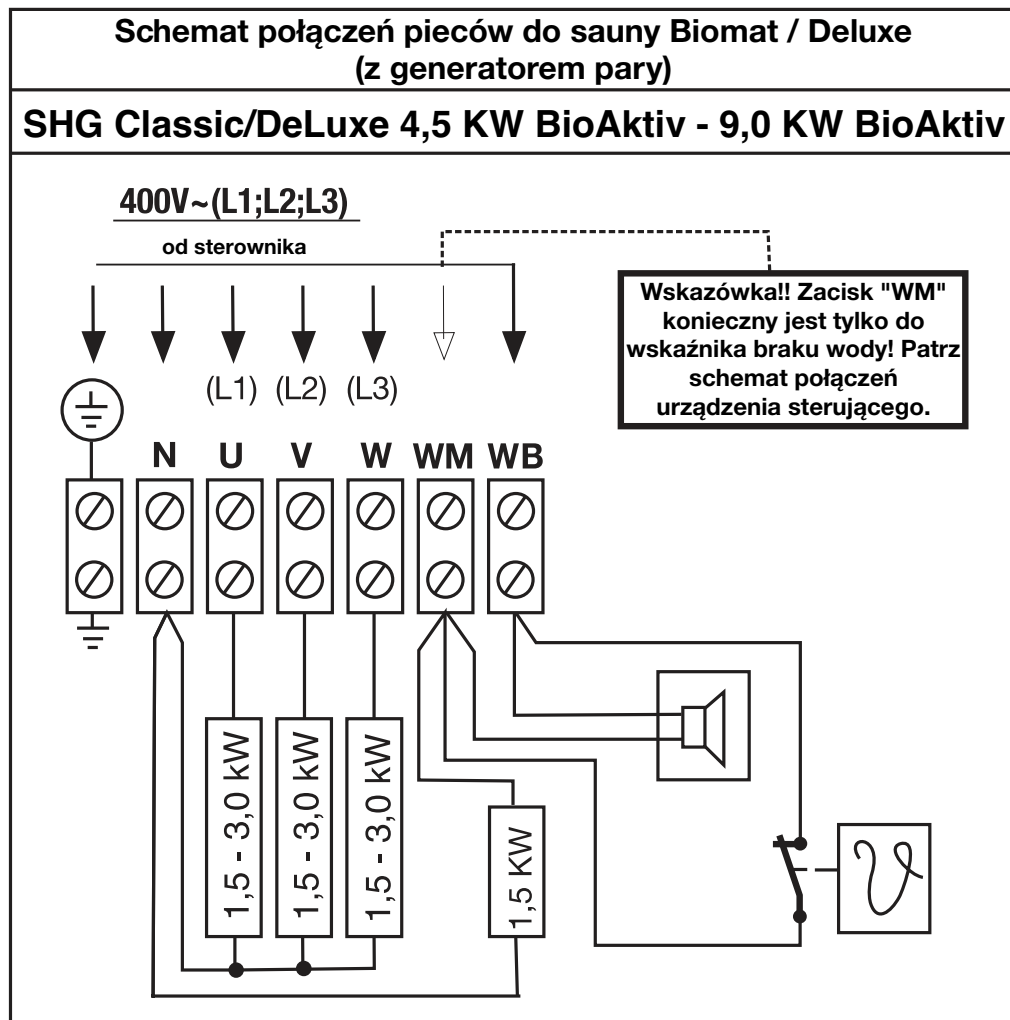 Schemat połączeń pieców do sauny Biomat / Deluxe
(z generatorem pary)
SHG Classic/DeLuxe 4,5 KW BioAktiv - 9,0 KW BioAktiv
400V~(L1;L2;L3)
od sterownika
Wskazówka!! Zacisk "WM"
konieczny jest tylko do
wskaźnika braku wody! Patrz
schemat połączeń
urządzenia sterującego.
(L1) (L2) (L3)
N U V W WM WB
1,5 - 3,0 kW
1,5 - 3,0 kW
1,5 - 3,0 kW
1,5 KW
ϑ